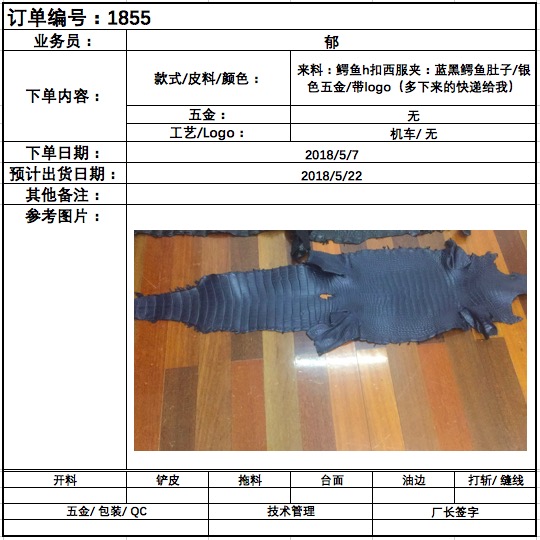 订单编号：1855
业务员： 郁
下单内容：
款式/皮料/颜色：
来料：鳄鱼h扣西服夹：蓝黑鳄鱼肚子/银
色五金/带logo（多下来的快递给我）
五金： 无
工艺/Logo： 机车/ 无
下单日期： 2018/5/7
预计出货日期： 2018/5/22
其他备注：
参考图片：
开料 铲皮 拖料 台面 油边 打斩/ 缝线
五金/ 包装/ QC 技术管理 厂长签字